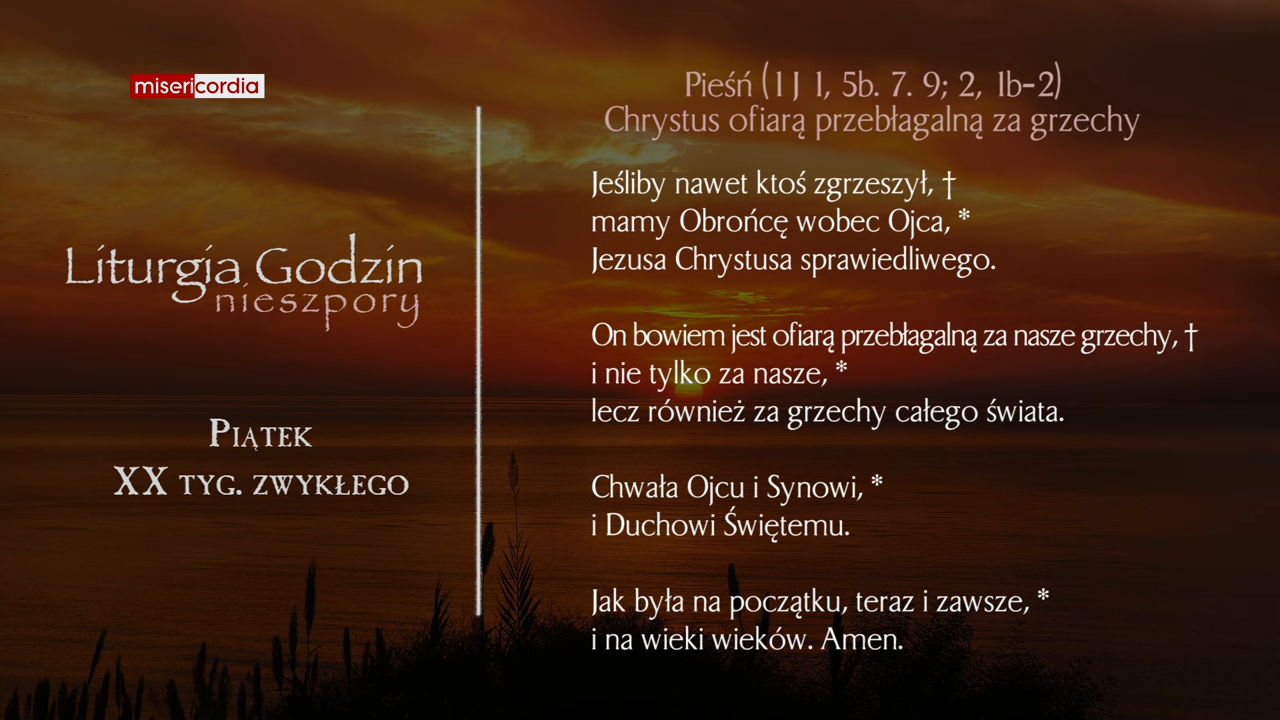 misericordia
Liturgia Godzin
nieszpory
Piątek
XX tyg. zwykłego
Pieśń (1 J 1, 5b. 7. 9; 2, 1b-2)
Chrystus ofiarą przebłagalną za grzechy
Jeśliby nawet ktoś zgrzeszył, †
mamy Obrońcę wobec Ojca, *
Jezusa Chrystusa sprawiedliwego.
On bowiem jest ofiarą przebłagalną za nasze grzechy, †
i nie tylko za nasze, *
lecz również za grzechy całego świata.
Chwała Ojcu i Synowi, *
i Duchowi Świętemu.
Jak była na początku, teraz i zawsze, *
i na wieki wieków. Amen.